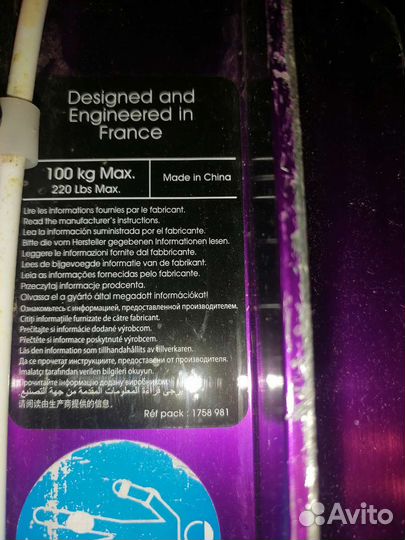 Designed and
Engineered in
France
100 kg Max.
220 Lbs Max.
Made in China
Lire les informations fournies par le fabricant.
Read the manufacturer's instructions.
Lea la información suministrada por el fabricante.
Bitte die vom Hersteller gegebenen Informationen lesen.
Leggere le informazioni fornite dal fabbricante.
Lees de bijgevoegde informatie van de fabrikant.
Leia as informações fornecidas pelo fabricante.
Przeczytaj informacje prodcenta.
Olvassa el a gyártó által megadott információkat!
Ознакомьтесь с информацией, предоставленной производителем.
Citiţi informaţiile furnizate de către fabricant.
Prečítajte si informácie dodané výrobcom.
Přečtěte si informace poskytnuté výrobcem.
Läs den information som tillhandahållits av tillverkaren.
Да се прочетат инструкциите, предоставени от производителя.
İmalatçı tarafından verilen bilgileri okuyun.
Прочитайте інформацію додану виробником.
يرجى قراءة المعلومات المقدمة من جهة التصنيع.
请阅读由生产商提供的信息。
Réf pack : 1758 981
Avito